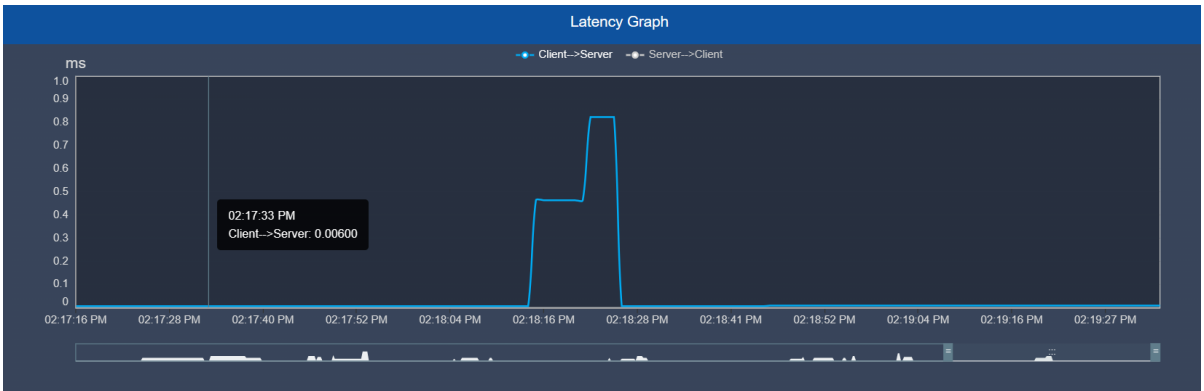 Latency Graph
Client-->Server Server-->Client
ms
1.0
0.9
0.8
0.7
0.6
0.5
0.4
0.3
0.2
0.1
0
02:17:33 PM
Client-->Server: 0.00600
02:17:16 PM 02:17:28 PM 02:17:40 PM 02:17:52 PM 02:18:04 PM 02:18:16 PM 02:18:28 PM 02:18:41 PM 02:18:52 PM 02:19:04 PM 02:19:16 PM 02:19:27 PM